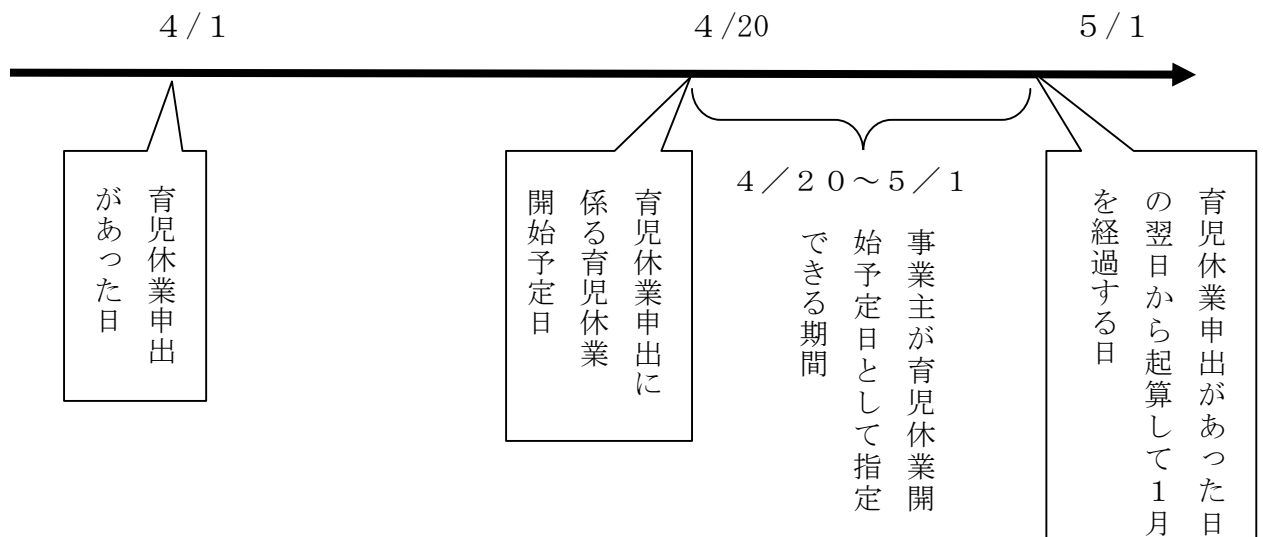 ４/１
４/20
５/１
育児休業申出
があった日
育児休業申出に
係る育児休業
開始予定日
４／２０～５／１
事業主が育児休業開
始予定日として指定
できる期間
育児休業申出があった日
の翌日から起算して１月
を経過する日